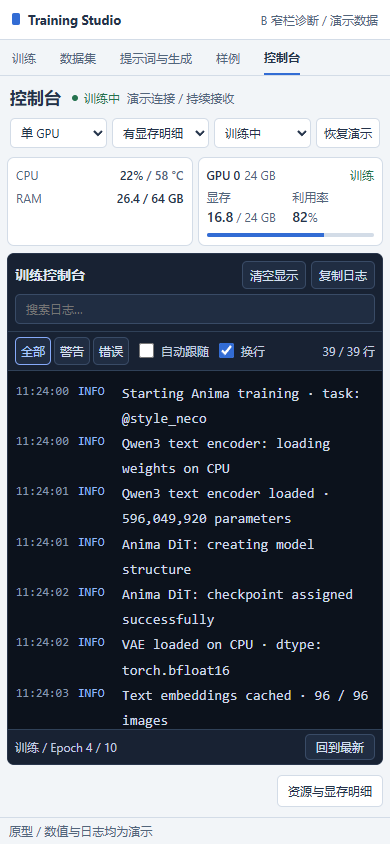 Training Studio
B 窄栏诊断 / 演示数据
训练 数据集 提示词与生成 样例 控制台
控制台 训练中 演示连接 / 持续接收
单 GPU 有显存明细 训练中 恢复演示
CPU 22% / 58 °C
RAM 26.4 / 64 GB
GPU 0 24 GB 训练
显存 利用率
16.8 / 24 GB 82%
训练控制台 清空显示 复制日志
搜索日志...
全部 警告 错误 自动跟随 换行 39 / 39 行
11:24:00 INFO Starting Anima training · task:
@style_neco
11:24:00 INFO Qwen3 text encoder: loading
weights on CPU
11:24:01 INFO Qwen3 text encoder loaded ·
596,049,920 parameters
11:24:01 INFO Anima DiT: creating model
structure
11:24:02 INFO Anima DiT: checkpoint assigned
successfully
11:24:02 INFO VAE loaded on CPU · dtype:
torch.bfloat16
11:24:03 INFO Text embeddings cached · 96 / 96
images
训练 / Epoch 4 / 10 回到最新
资源与显存明细
原型 / 数值与日志均为演示